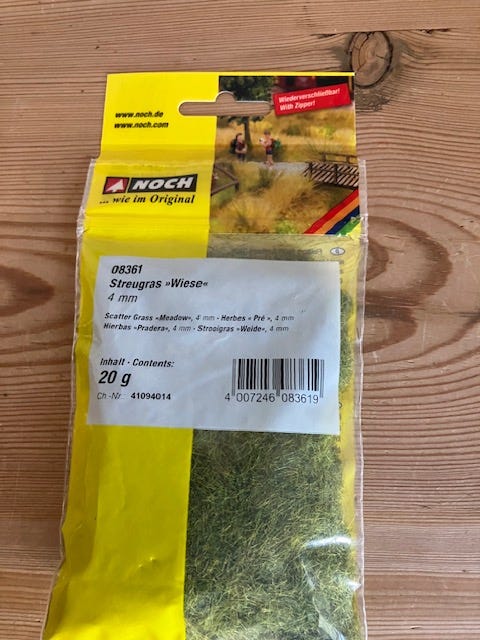 www.noch.de
www.noch.com
Wiederverschließbar!
With Zipper!
NOCH
... wie im Original
08361
Streugras »Wiese«
4 mm
Scatter Grass »Meadow«, 4 mm · Herbes « Pré », 4 mm
Hierbas »Pradera«, 4 mm · Strooigras »Weide«, 4 mm
Inhalt · Contents:
20 g
Ch.-Nr.: 41094014
4 007246 083619